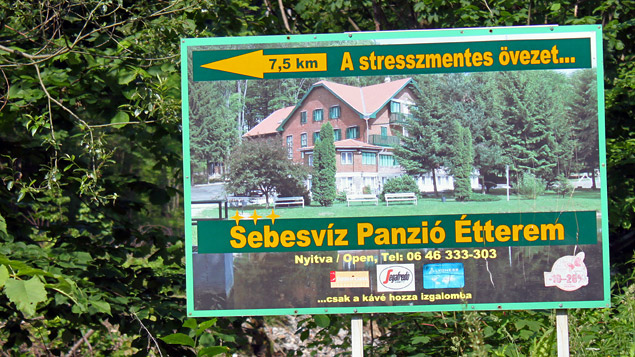 7,5 km A stresszmentes övezet...
Sebesvíz Panzió Étterem
Nyitva / Open, Tel: 06 46 333-303
Segafredo
...csak a kávé hozza izgalomba